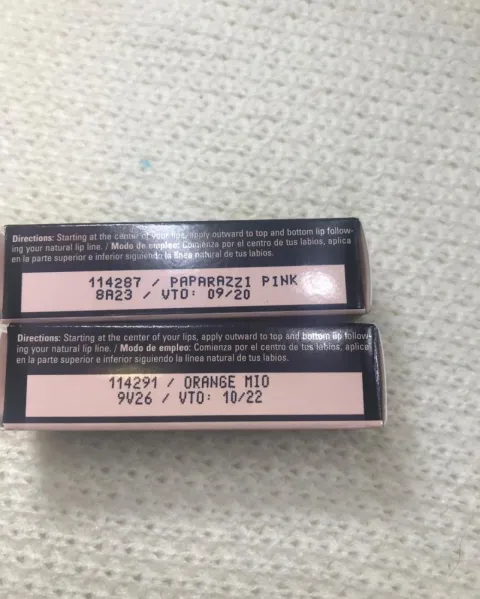 Directions: Starting at the center of your lips, apply outward to top and bottom lip follow-
ing your natural lip line. / Modo de empleo: Comienza por el centro de tus labios, aplica
en la parte superior e inferior siguiendo la línea natural de tus labios.
114287 / PAPARAZZI PINK
8A23 / VTO: 09/20
Directions: Starting at the center of your lips, apply outward to top and bottom lip follow-
ing your natural lip line. / Modo de empleo: Comienza por el centro de tus labios, aplica
en la parte superior e inferior siguiendo la línea natural de tus labios.
114291 / ORANGE MIO
9V26 / VTO: 10/22